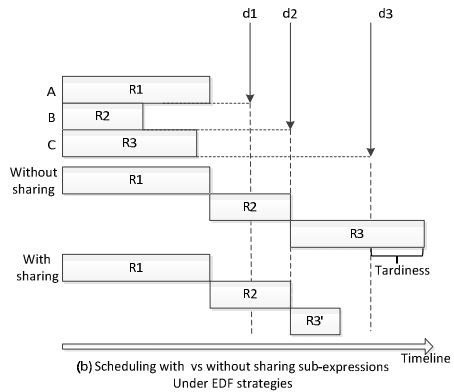 d1 d2 d3
A R1
B R2
C R3
Without
sharing
R1
R2
R3
Tardiness
With
sharing
R1
R2
R3'
Timeline
(b) Scheduling with vs without sharing sub-expressions
Under EDF strategies